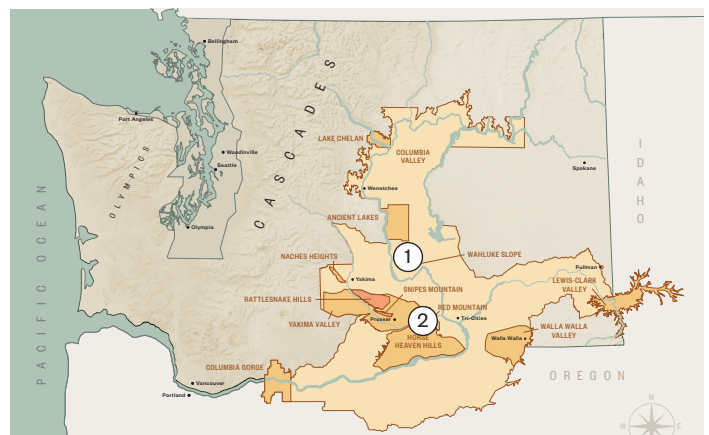 Bellingham
Port Angeles
CASCADES
LAKE CHELAN
COLUMBIA
VALLEY
IDAHO
Woodinville
Seattle
Spokane
OLYMPICS
Wenatchee
PACIFIC OCEAN
ANCIENT LAKES
Olympia
1
WAHLUKE SLOPE
NACHES HEIGHTS
Pullman
Yakima
LEWIS-CLARK
VALLEY
SNIPES MOUNTAIN
RATTLESNAKE HILLS
RED MOUNTAIN
YAKIMA VALLEY
Prosser
2
Tri-Cities
WALLA WALLA
VALLEY
HORSE
HEAVEN HILLS
Walla Walla
COLUMBIA GORGE
OREGON
Vancouver
Portland
N
W
E